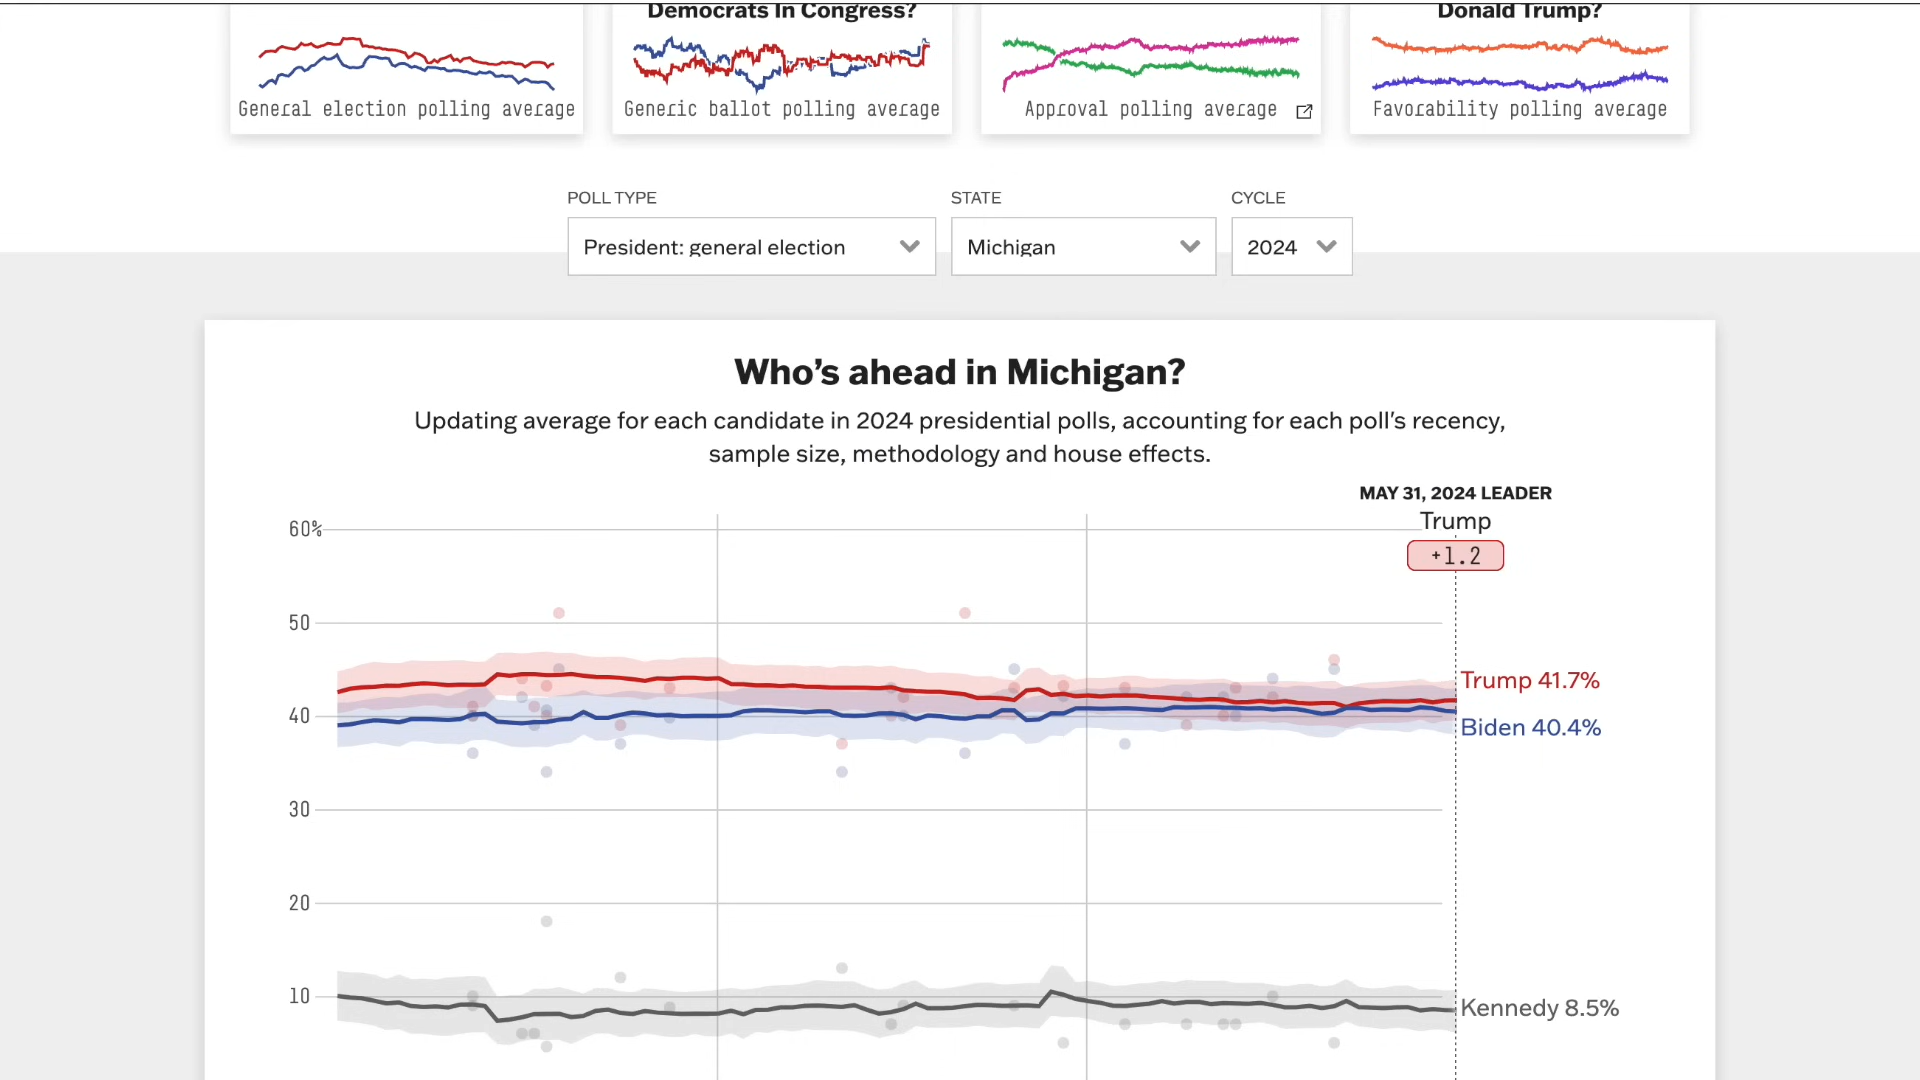 Democrats In Congress?
Donald Trump?
General election polling average
Generic ballot polling average
Approval polling average
Favorability polling average
POLL TYPE
STATE
CYCLE
President: general election
Michigan
2024
Who's ahead in Michigan?
Updating average for each candidate in 2024 presidential polls, accounting for each poll's recency,
sample size, methodology and house effects.
MAY 31, 2024 LEADER
Trump
+1.2
60%
50
40
30
20
10
Trump 41.7%
Biden 40.4%
Kennedy 8.5%